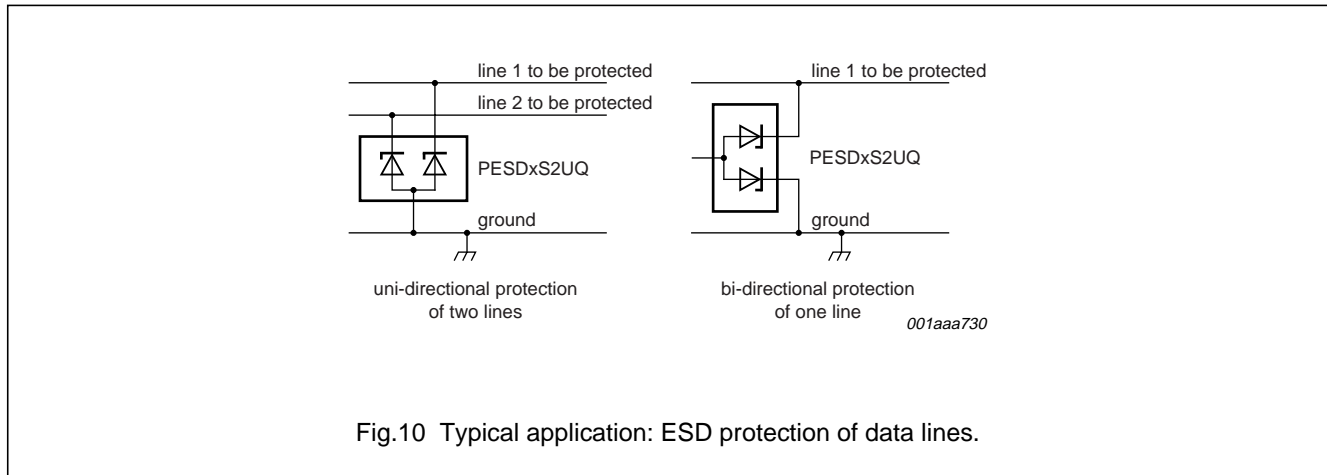 line 1 to be protected
line 2 to be protected
PESDxS2UQ
ground
uni-directional protection
of two lines
line 1 to be protected
PESDxS2UQ
ground
bi-directional protection
of one line
001aaa730
Fig.10 Typical application: ESD protection of data lines.